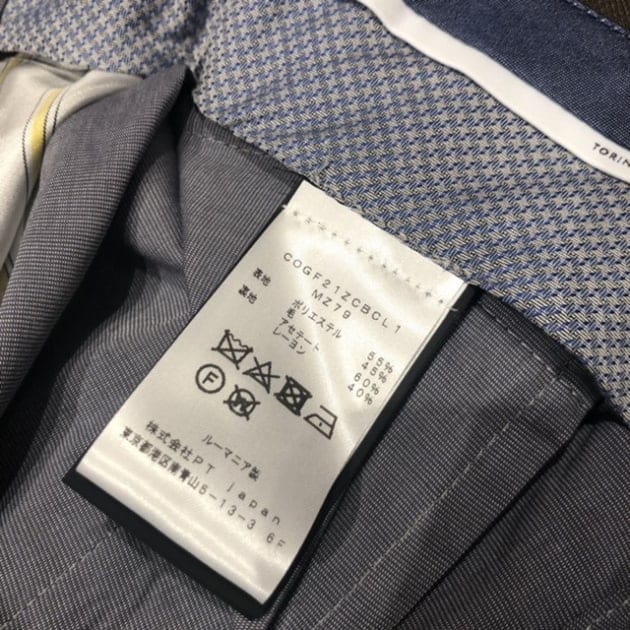 TORIN
COGF21ZCBCL1
MZ79
表地 ポリエステル 55%
毛 45%
裏地 アセテート 60%
レーヨン 40%
F
ルーマニア製
株式会社PT japan
東京都港区南青山5-13-3 6F